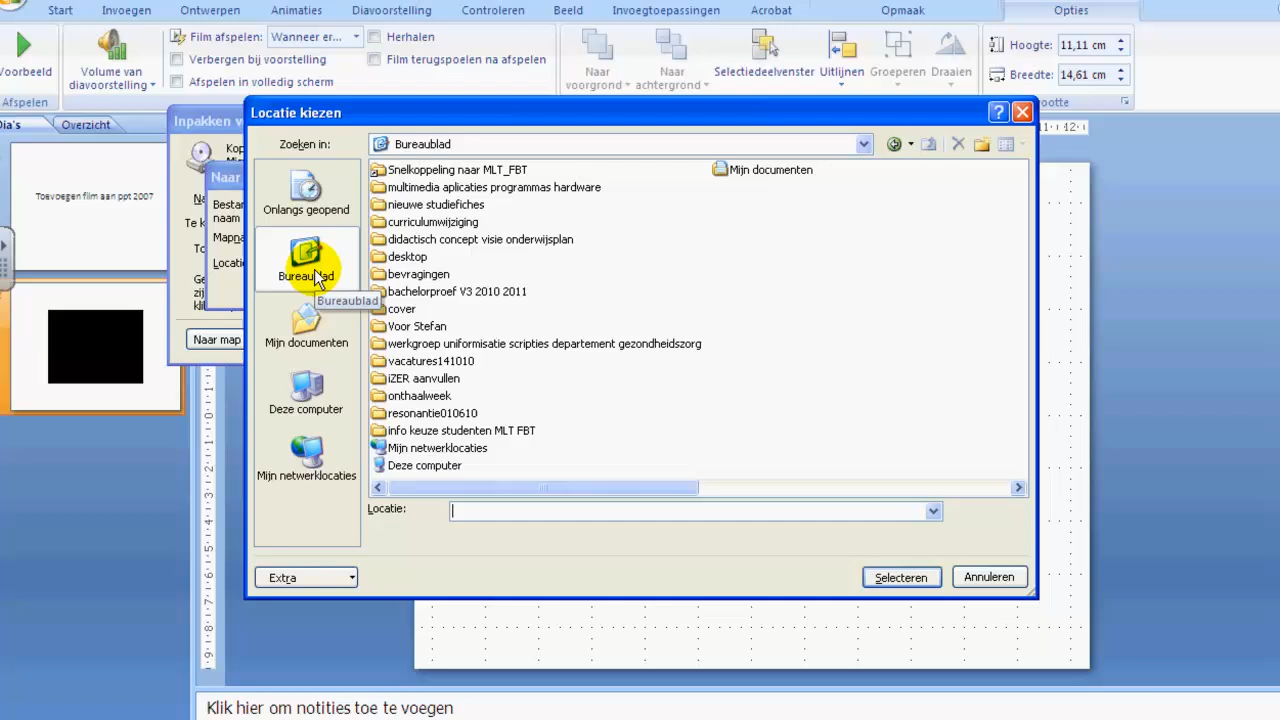 Start Invoegen Ontwerpen Animaties Diavoorstelling Controleren Beeld Invoegtoepassingen Acrobat Opmaak Opties
Film afspelen: Wanneer er... Herhalen
Verbergen bij voorstelling Film terugspoelen na afspelen
Afspelen in volledig scherm
Volume van
diavoorstelling
Afspelen
Naar
voorgrond
Naar
achtergrond
Selectiedeelvenster
Uitlijnen
Groeperen
Draaien
Hoogte: 11,11 cm
Breedte: 14,61 cm
Dia's Overzicht
Inpakken
Naar
Locatie kiezen
Zoeken in: Bureaublad
Onlangs geopend
Bureaublad
Bureaublad
Mijn documenten
Deze computer
Mijn netwerklocaties
Snelkoppeling naar MLT_FBT
multimedia aplicaties programmas hardware
nieuwe studiefiches
curriculumwijziging
didactisch concept visie onderwijsplan
desktop
bevragingen
bachelorproef V3 2010 2011
cover
Voor Stefan
werkgroep uniformisatie scripties departement gezondheidszorg
vacatures141010
iZER aanvullen
onthaalweek
resonantie010610
info keuze studenten MLT FBT
Mijn netwerklocaties
Deze computer
Mijn documenten
Locatie:
Extra
Selecteren
Annuleren
Toevoegen film aan ppt 2007
naam
Naar map
Klik hier om notities toe te voegen